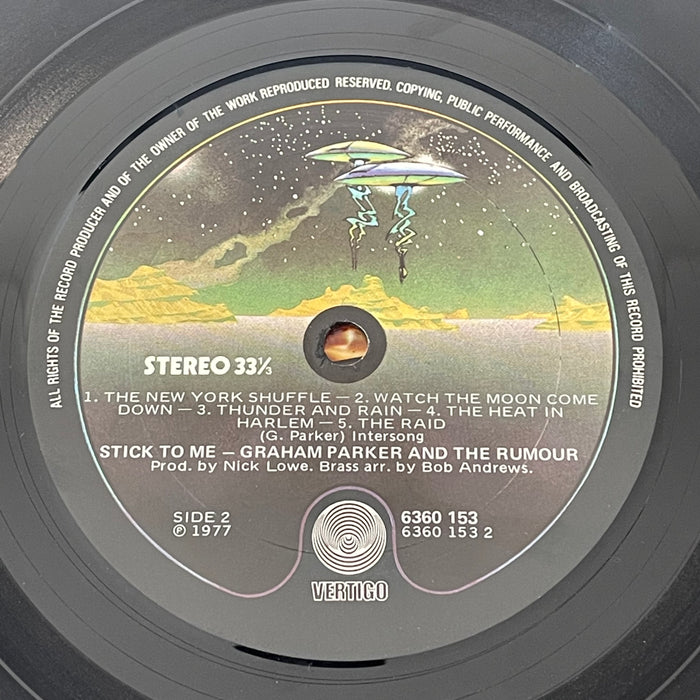 ALL RIGHTS OF THE RECORD PRODUCER AND OF THE OWNER OF THE WORK REPRODUCED RESERVED. COPYING, PUBLIC PERFORMANCE AND BROADCASTING OF THIS RECORD PROHIBITED
STEREO 33⅓
1. THE NEW YORK SHUFFLE — 2. WATCH THE MOON COME
DOWN — 3. THUNDER AND RAIN — 4. THE HEAT IN
HARLEM — 5. THE RAID
(G. Parker) Intersong
STICK TO ME — GRAHAM PARKER AND THE RUMOUR
Prod. by Nick Lowe. Brass arr. by Bob Andrews.
SIDE 2 6360 153
℗ 1977 6360 153 2
VERTIGO